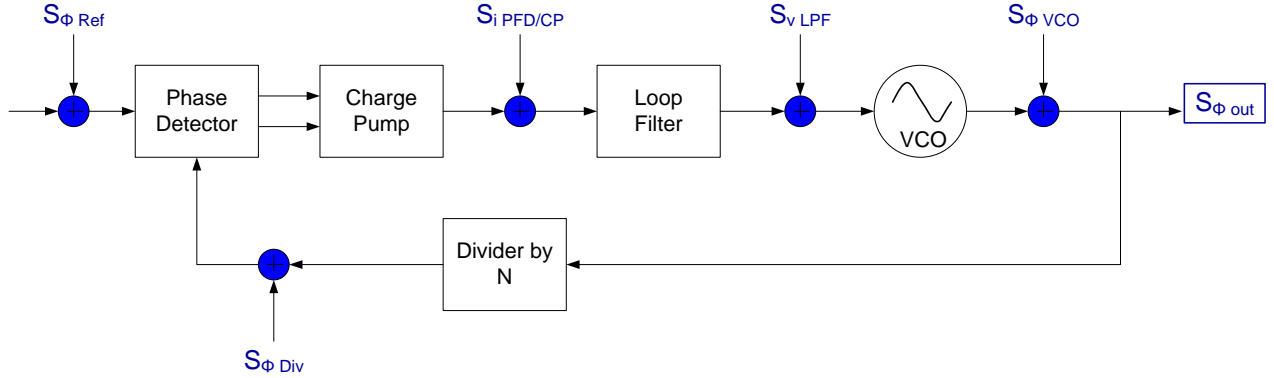 SΦ Ref
Si PFD/CP
Sv LPF
SΦ VCO
Phase
Detector
Charge
Pump
Loop
Filter
VCO
SΦ out
Divider by
N
SΦ Div